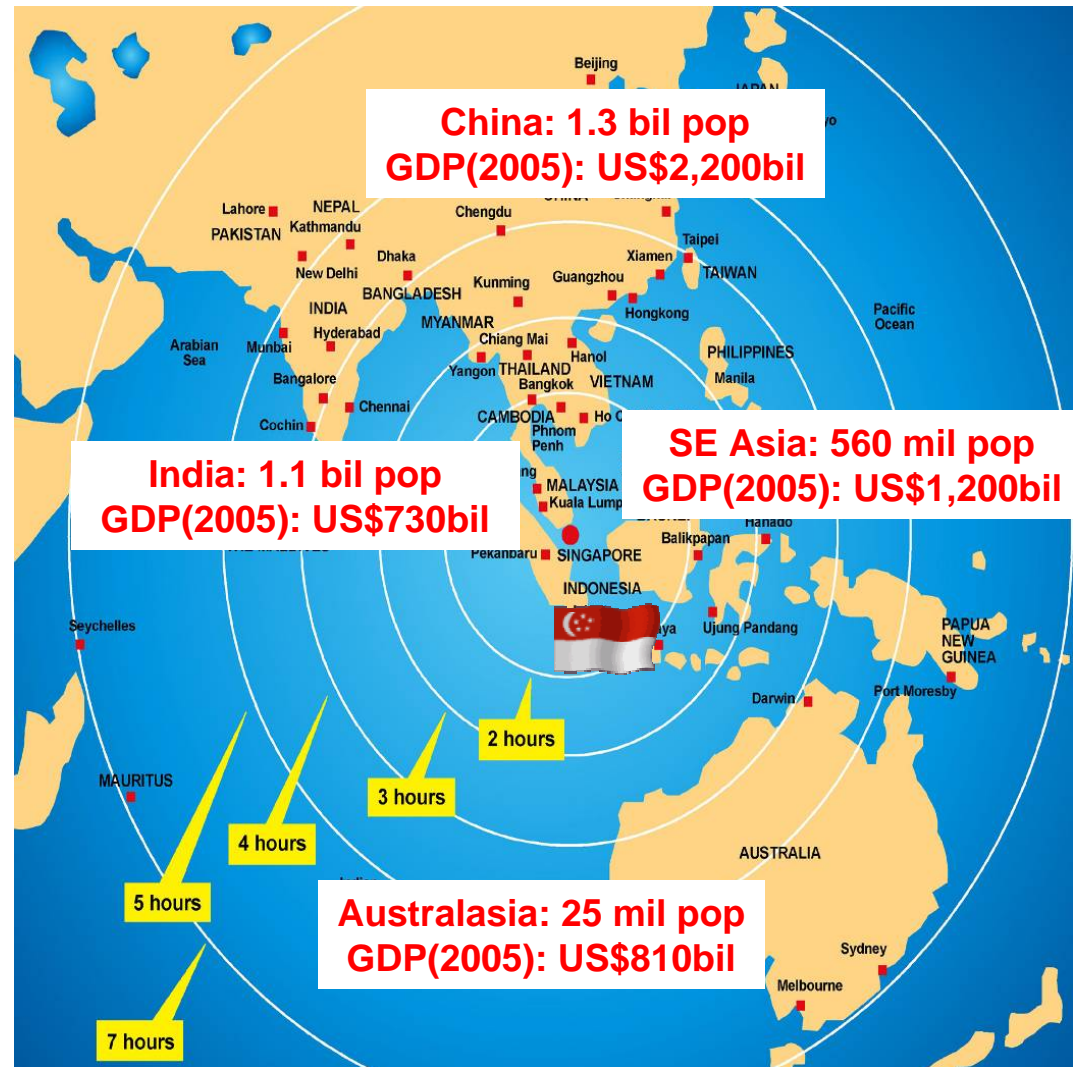 Beijing
China: 1.3 bil pop
GDP(2005): US$2,200bil
Lahore
NEPAL
Kathmandu
PAKISTAN
New Delhi
Chengdu
Taipei
Xiamen
TAIWAN
Dhaka
BANGLADESH
Kunming
Guangzhou
Hongkong
INDIA
Hyderabad
MYANMAR
Pacific
Ocean
Arabian
Sea
Munbai
Chiang Mai
Hanol
Yangon
THAILAND
Bangkok
VIETNAM
PHILIPPINES
Manila
Bangalore
Chennai
Cochin
CAMBODIA
Phnom
Penh
SE Asia: 560 mil pop
GDP(2005): US$1,200bil
India: 1.1 bil pop
GDP(2005): US$730bil
MALAYSIA
Kuala Lump
Hanado
Balikpapan
Pekanbaru
SINGAPORE
INDONESIA
Seychelles
Ujung Pandang
PAPUA
NEW
GUINEA
Port Moresby
Darwin
2 hours
MAURITUS
3 hours
4 hours
AUSTRALIA
5 hours
Australasia: 25 mil pop
GDP(2005): US$810bil
Sydney
Melbourne
7 hours